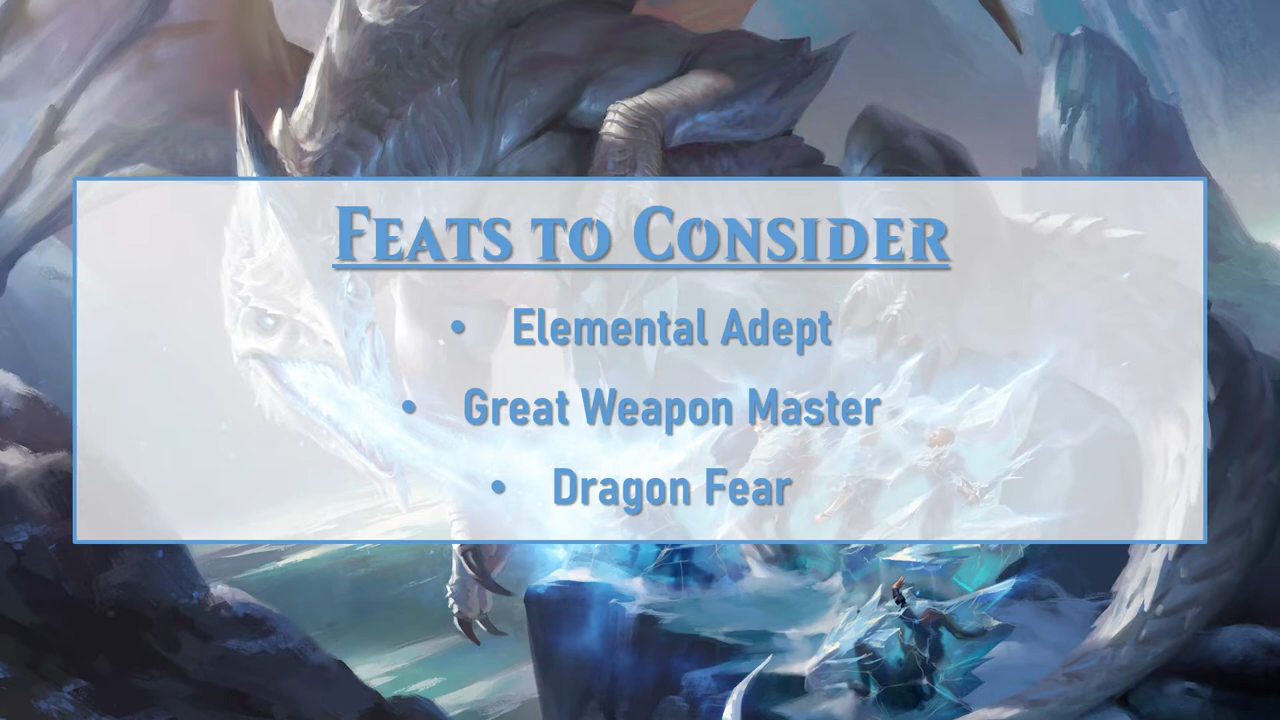 Feats to Consider
• Elemental Adept
• Great Weapon Master
• Dragon Fear